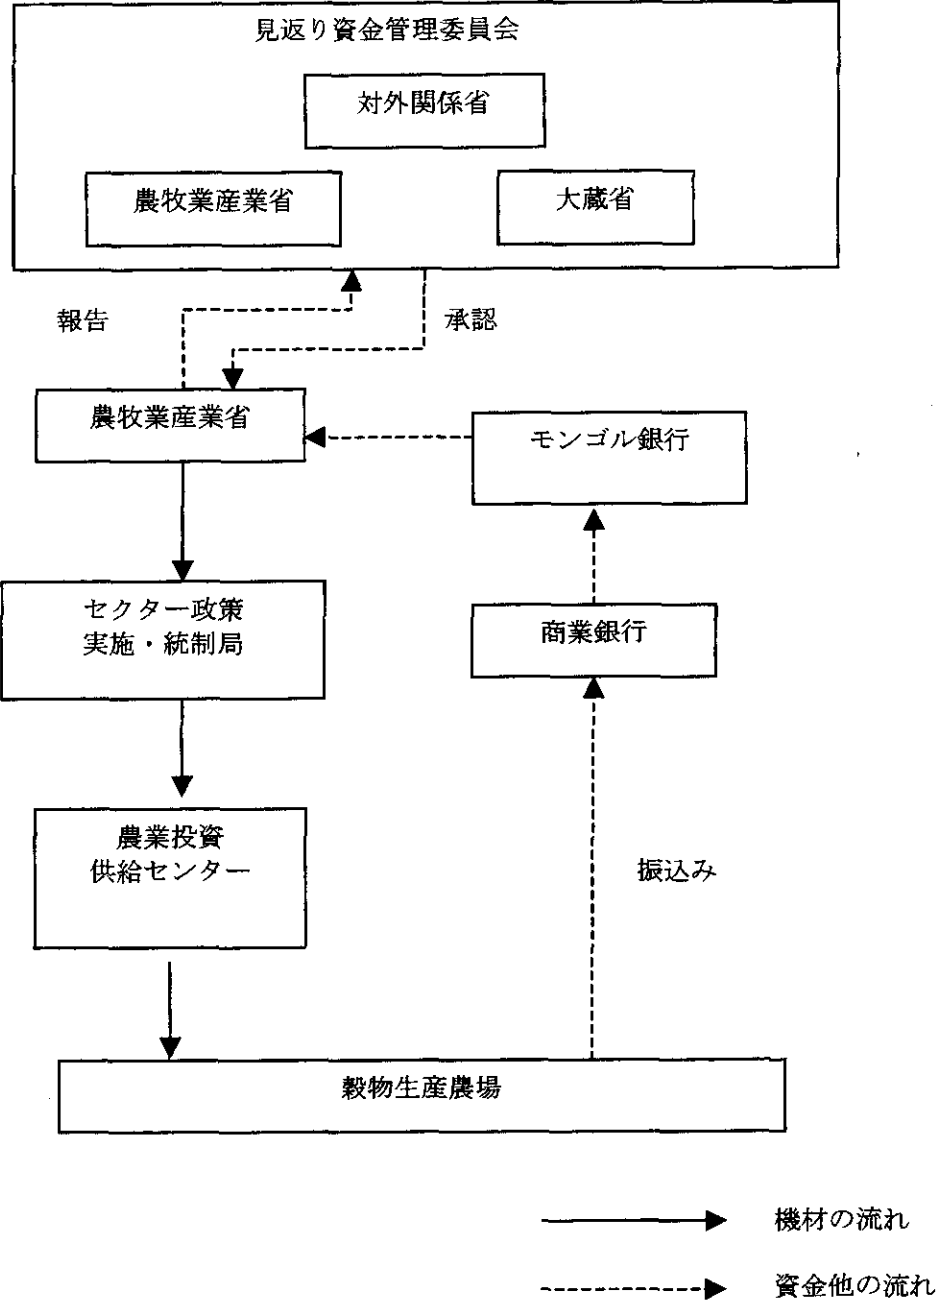 見返り資金管理委員会
対外関係省
農牧業産業省
大蔵省
報告
承認
農牧業産業省
モンゴル銀行
セクター政策
実施・統制局
商業銀行
農業投資
供給センター
振込み
穀物生産農場
機材の流れ
資金他の流れ